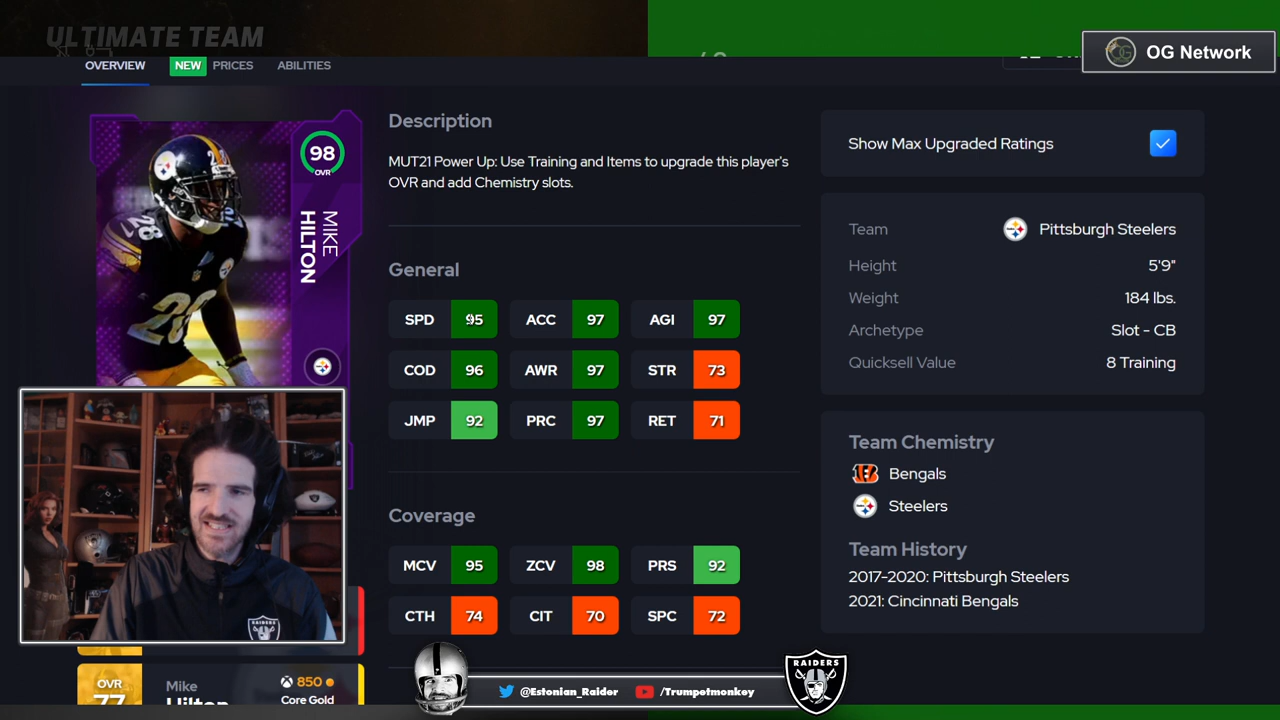 ULTIMATE TEAM
OG Network
OVERVIEW NEW PRICES ABILITIES
98
OVR
MIKE
HILTON
28
Description
MUT21 Power Up: Use Training and Items to upgrade this player's
OVR and add Chemistry slots.
General
SPD 95 ACC 97 AGI 97
COD 96 AWR 97 STR 73
JMP 92 PRC 97 RET 71
Coverage
MCV 95 ZCV 98 PRS 92
CTH 74 CIT 70 SPC 72
Show Max Upgraded Ratings
Team Pittsburgh Steelers
Height 5'9"
Weight 184 lbs.
Archetype Slot - CB
Quicksell Value 8 Training
Team Chemistry
Bengals
Steelers
Team History
2017-2020: Pittsburgh Steelers
2021: Cincinnati Bengals
RAIDERS
OVR
77
Mike
Hilton
850
Core Gold
@Estonian_Raider /Trumpetmonkey
RAIDERS